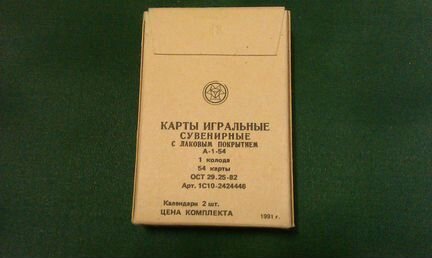 КАРТЫ ИГРАЛЬНЫЕ
СУВЕНИРНЫЕ
С ЛАКОВЫМ ПОКРЫТИЕМ
А-1-54
1 колода
54 карты
ОСТ 29.25-82
Арт. 1С10-2424446
Календари 2 шт.
ЦЕНА КОМПЛЕКТА 1991 г.